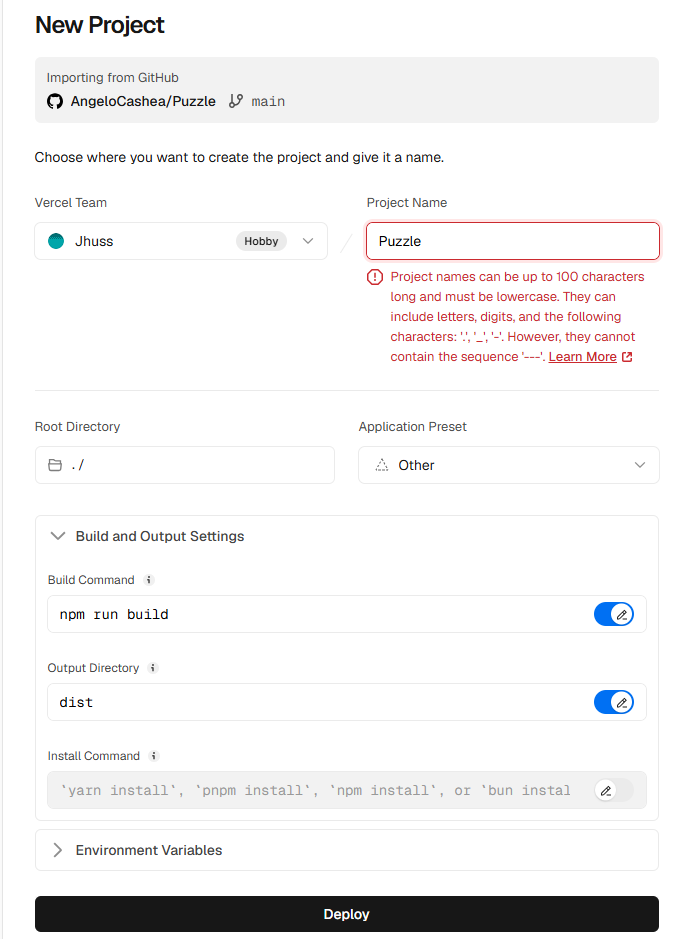 New Project
Importing from GitHub
AngeloCashea/Puzzle main
Choose where you want to create the project and give it a name.
Vercel Team
Jhuss Hobby
Project Name
Puzzle
Project names can be up to 100 characters
long and must be lowercase. They can
include letters, digits, and the following
characters: '.', '_', '-'. However, they cannot
contain the sequence '---'. Learn More
Root Directory
./
Application Preset
Other
Build and Output Settings
Build Command
npm run build
Output Directory
dist
Install Command
`yarn install`, `pnpm install`, `npm install`, or `bun instal
Environment Variables
Deploy